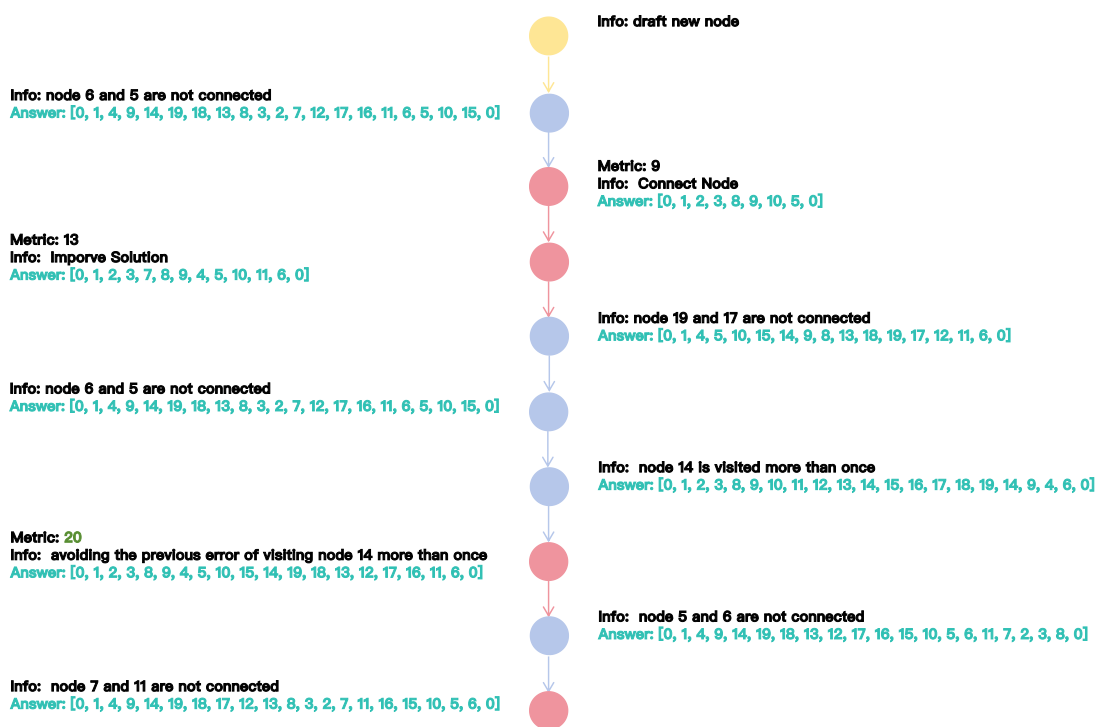 Info: draft new node
Info: node 6 and 5 are not connected
Answer: [0, 1, 4, 9, 14, 19, 18, 13, 8, 3, 2, 7, 12, 17, 16, 11, 6, 5, 10, 15, 0]
Metric: 9
Info: Connect Node
Answer: [0, 1, 2, 3, 8, 9, 10, 5, 0]
Metric: 13
Info: Imporve Solution
Answer: [0, 1, 2, 3, 7, 8, 9, 4, 5, 10, 11, 6, 0]
Info: node 19 and 17 are not connected
Answer: [0, 1, 4, 5, 10, 15, 14, 9, 8, 13, 18, 19, 17, 12, 11, 6, 0]
Info: node 6 and 5 are not connected
Answer: [0, 1, 4, 9, 14, 19, 18, 13, 8, 3, 2, 7, 12, 17, 16, 11, 6, 5, 10, 15, 0]
Info: node 14 is visited more than once
Answer: [0, 1, 2, 3, 8, 9, 10, 11, 12, 13, 14, 15, 16, 17, 18, 19, 14, 9, 4, 6, 0]
Metric: 20
Info: avoiding the previous error of visiting node 14 more than once
Answer: [0, 1, 2, 3, 8, 9, 4, 5, 10, 15, 14, 19, 18, 13, 12, 17, 16, 11, 6, 0]
Info: node 5 and 6 are not connected
Answer: [0, 1, 4, 9, 14, 19, 18, 13, 12, 17, 16, 15, 10, 5, 6, 11, 7, 2, 3, 8, 0]
Info: node 7 and 11 are not connected
Answer: [0, 1, 4, 9, 14, 19, 18, 17, 12, 13, 8, 3, 2, 7, 11, 16, 15, 10, 5, 6, 0]